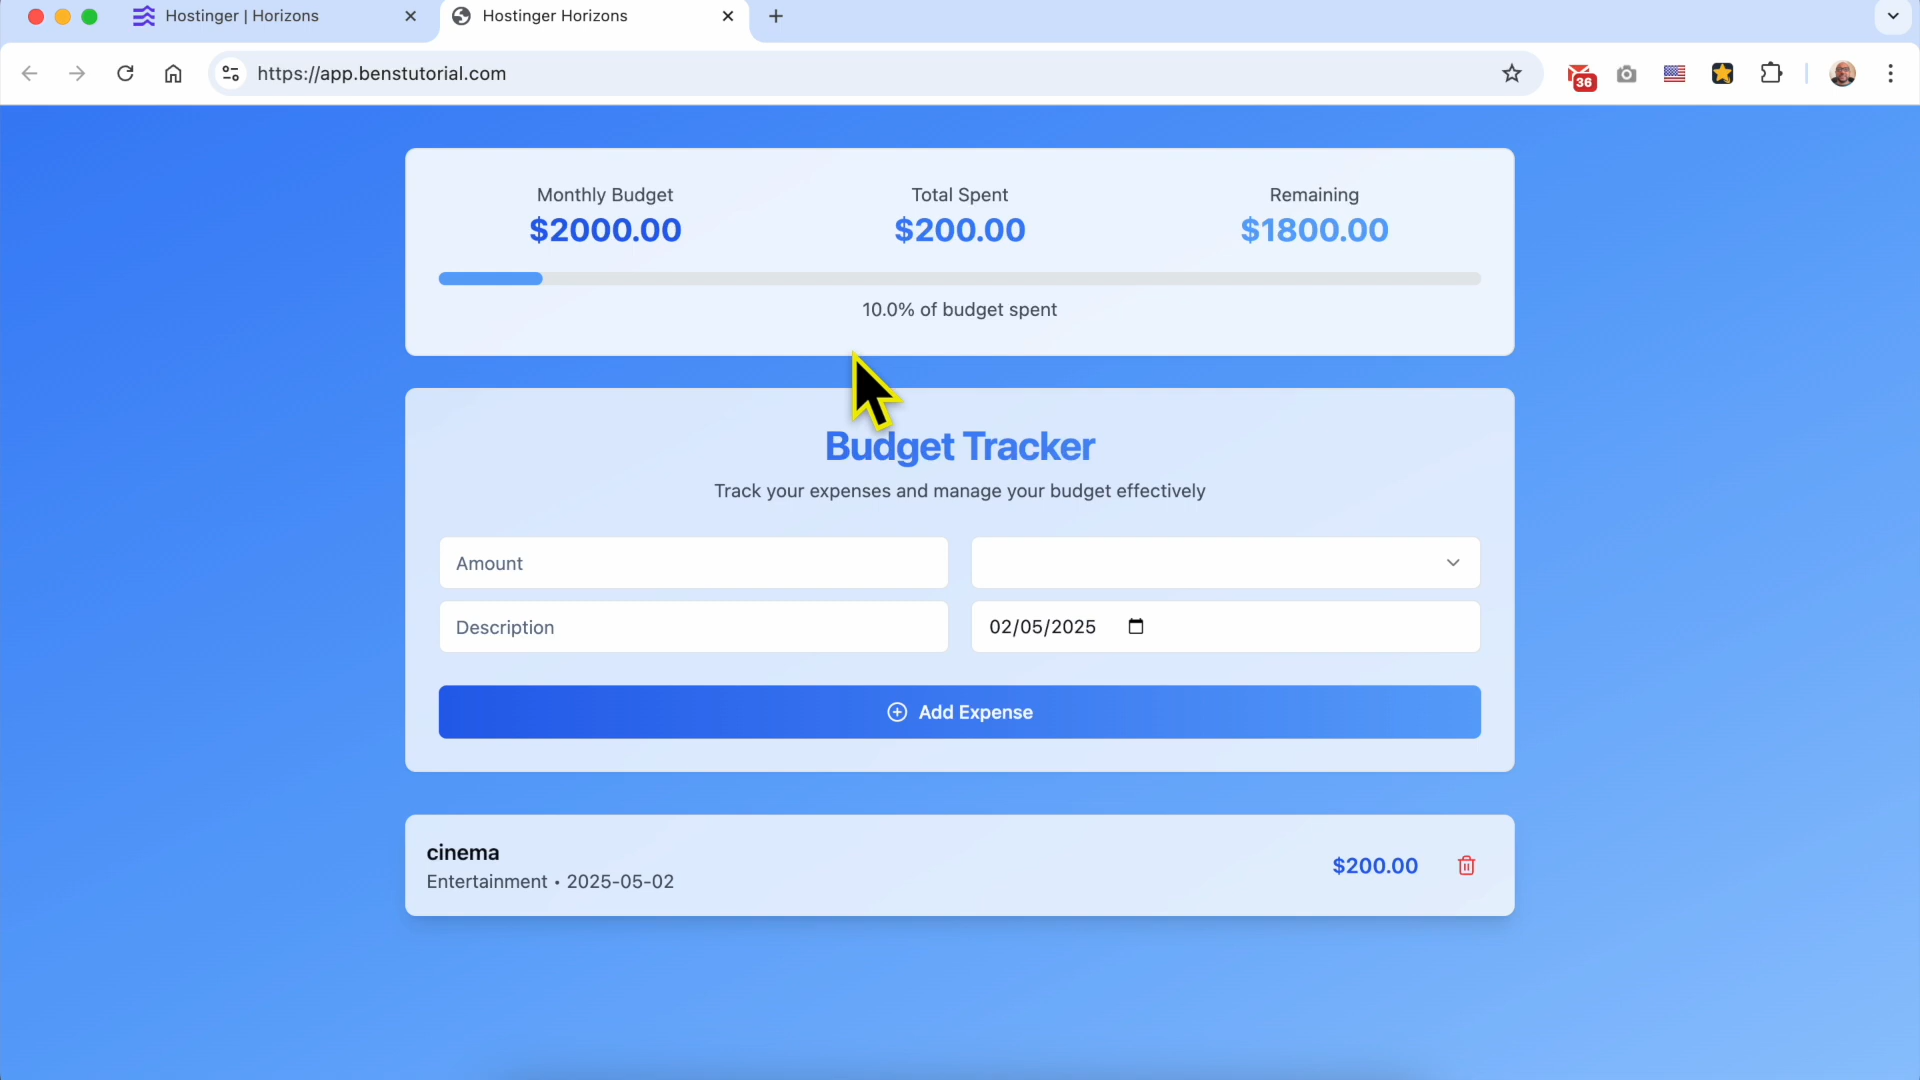 Hostinger | Horizons
Hostinger Horizons
https://app.benstutorial.com
36
Monthly Budget
$2000.00
Total Spent
$200.00
Remaining
$1800.00
10.0% of budget spent
Budget Tracker
Track your expenses and manage your budget effectively
Amount
Description
02/05/2025
Add Expense
cinema
Entertainment • 2025-05-02
$200.00